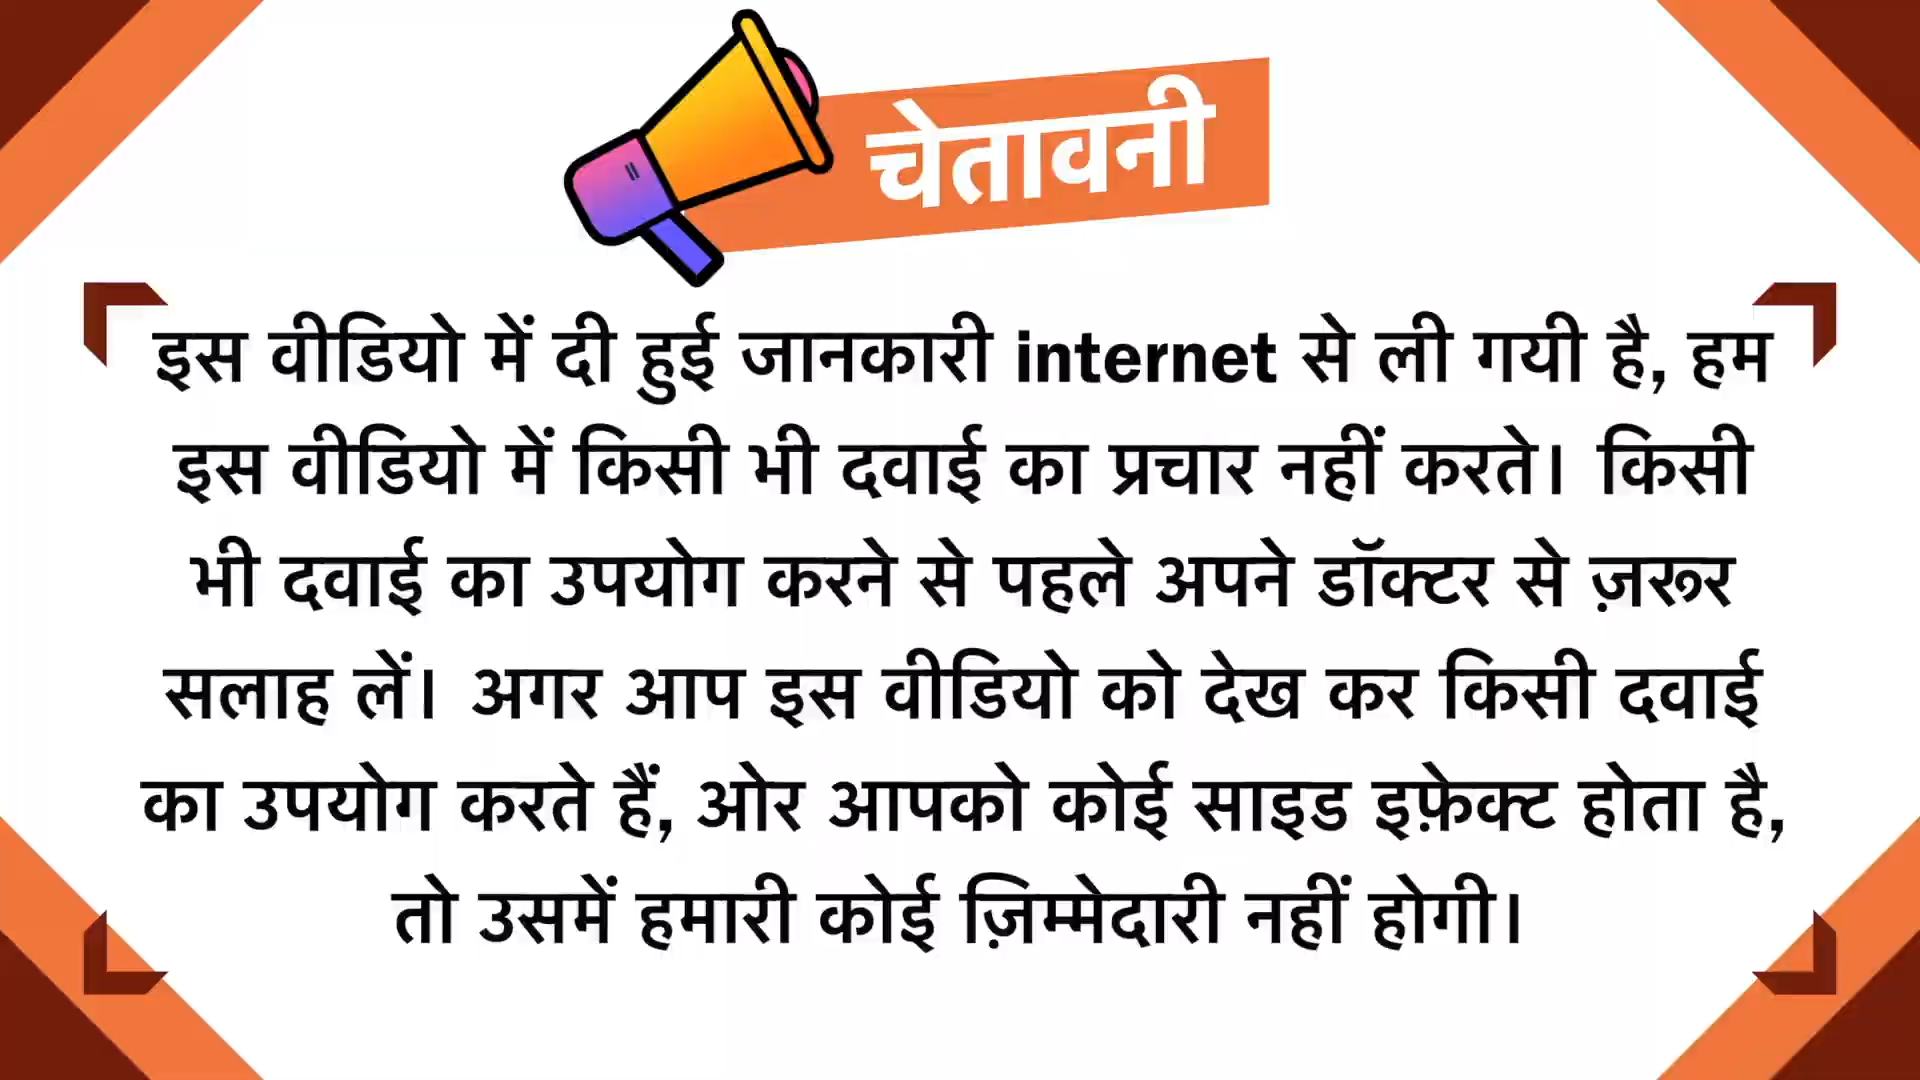 चेतावनी
इस वीडियो में दी हुई जानकारी internet से ली गयी है, हम
इस वीडियो में किसी भी दवाई का प्रचार नहीं करते। किसी
भी दवाई का उपयोग करने से पहले अपने डॉक्टर से ज़रूर
सलाह लें। अगर आप इस वीडियो को देख कर किसी दवाई
का उपयोग करते हैं, ओर आपको कोई साइड इफ़ेक्ट होता है,
तो उसमें हमारी कोई ज़िम्मेदारी नहीं होगी।